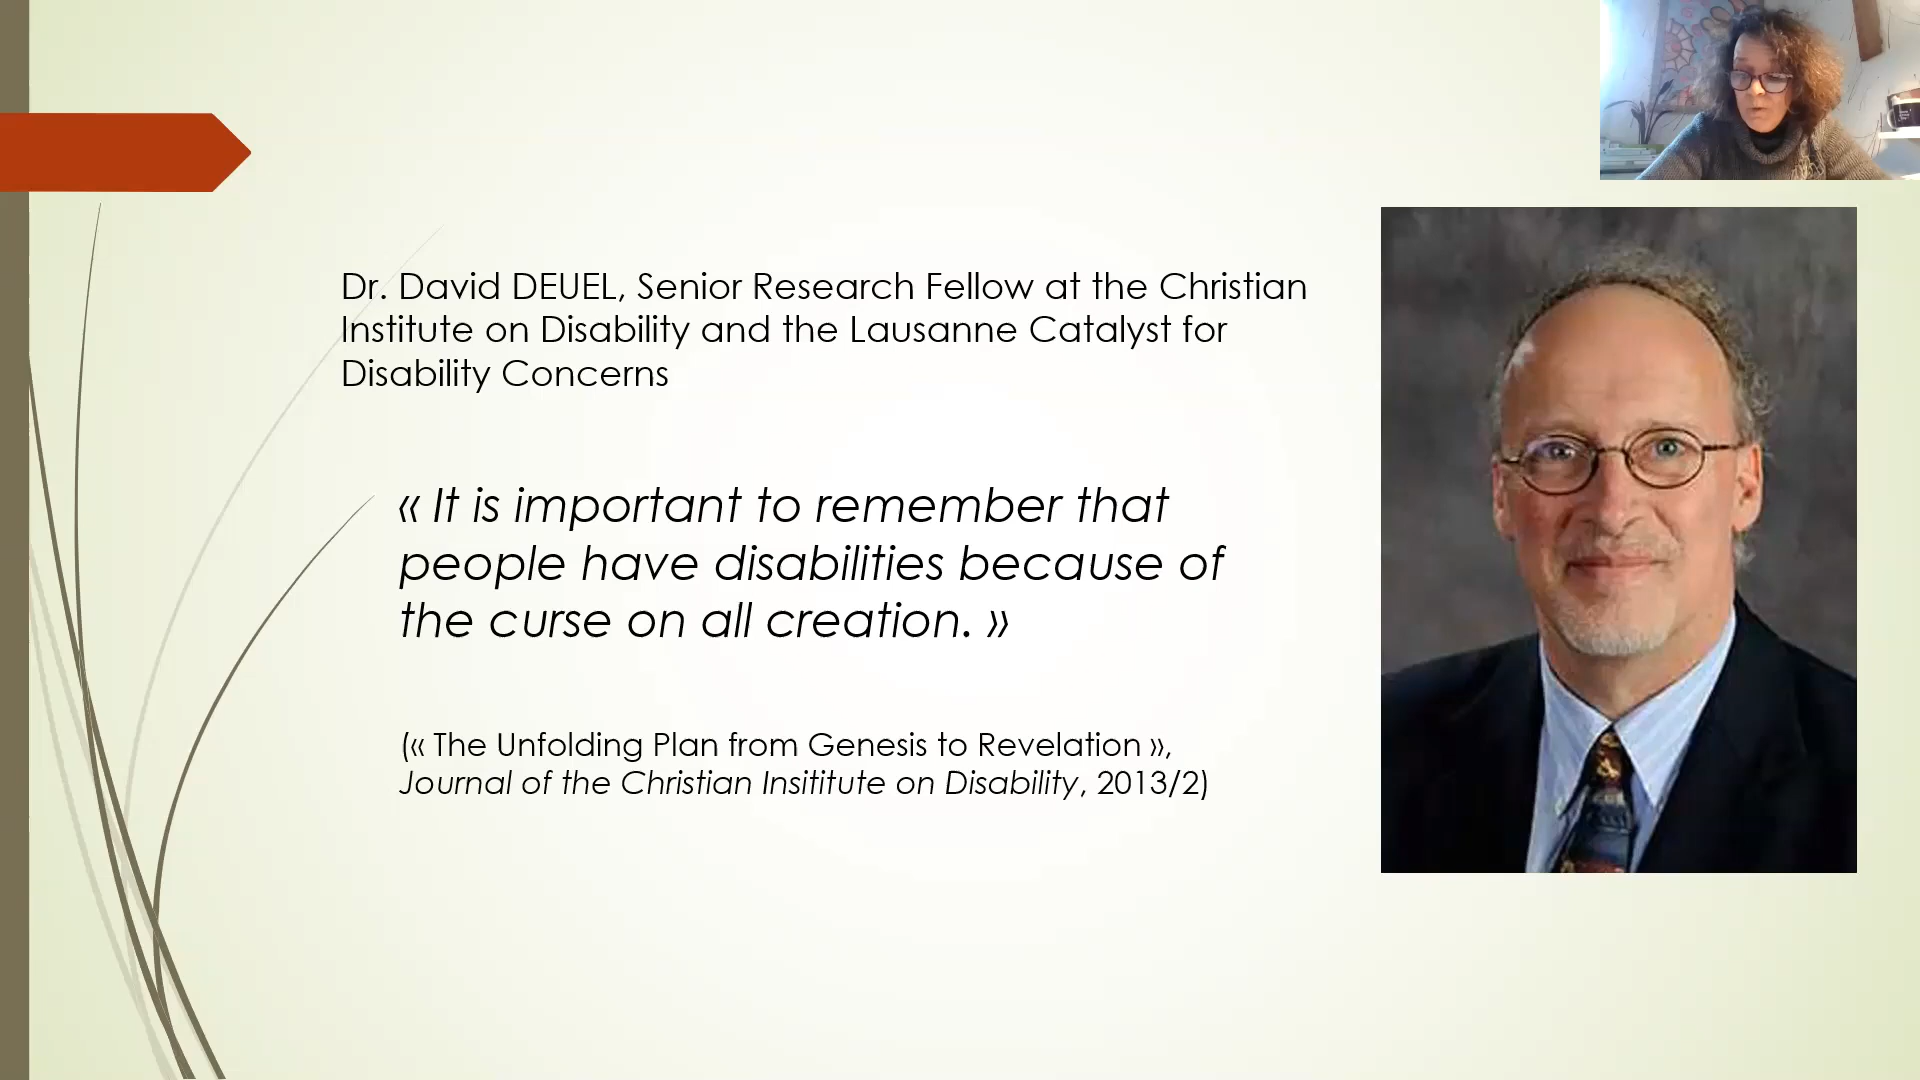 Dr. David DEUEL, Senior Research Fellow at the Christian
Institute on Disability and the Lausanne Catalyst for
Disability Concerns
« It is important to remember that
people have disabilities because of
the curse on all creation. »
(« The Unfolding Plan from Genesis to Revelation »,
Journal of the Christian Insititute on Disability, 2013/2)